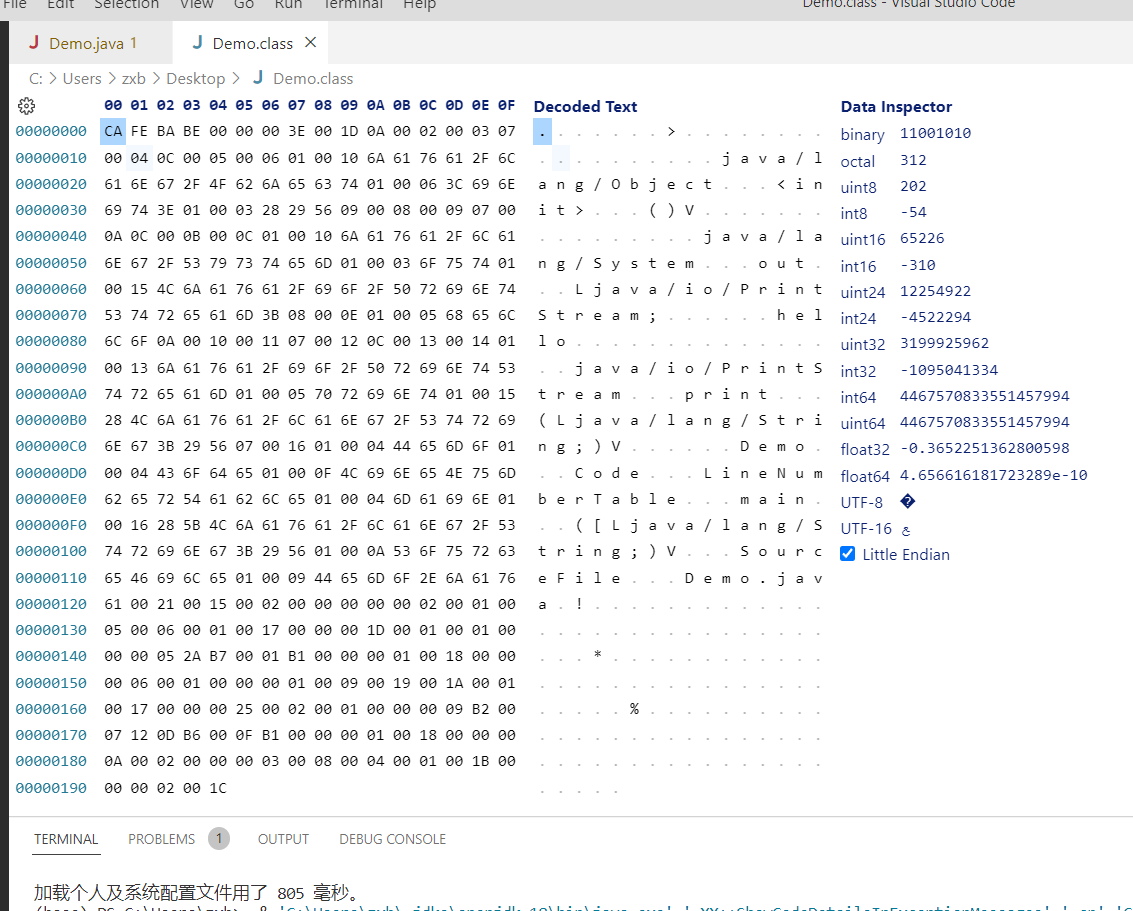 File Edit Selection View Go Run Terminal Help Demo.class - Visual Studio Code
J Demo.java 1 J Demo.class ×
C: > Users > zxb > Desktop > J Demo.class
00 01 02 03 04 05 06 07 08 09 0A 0B 0C 0D 0E 0F Decoded Text Data Inspector
00000000 CA FE BA BE 00 00 00 3E 00 1D 0A 00 02 00 03 07 . . . . . . . > . . . . . . . . binary 11001010
00000010 00 04 0C 00 05 00 06 01 00 10 6A 61 76 61 2F 6C . . . . . . . . . . j a v a / l octal 312
00000020 61 6E 67 2F 4F 62 6A 65 63 74 01 00 06 3C 69 6E a n g / O b j e c t . . . < i n uint8 202
00000030 69 74 3E 01 00 03 28 29 56 09 00 08 00 09 07 00 i t > . . . ( ) V . . . . . . . int8 -54
00000040 0A 0C 00 0B 00 0C 01 00 10 6A 61 76 61 2F 6C 61 . . . . . . . . . j a v a / l a uint16 65226
00000050 6E 67 2F 53 79 73 74 65 6D 01 00 03 6F 75 74 01 n g / S y s t e m . . . o u t . int16 -310
00000060 00 15 4C 6A 61 76 61 2F 69 6F 2F 50 72 69 6E 74 . . L j a v a / i o / P r i n t uint24 12254922
00000070 53 74 72 65 61 6D 3B 08 00 0E 01 00 05 68 65 6C S t r e a m ; . . . . . . h e l int24 -4522294
00000080 6C 6F 0A 00 10 00 11 07 00 12 0C 00 13 00 14 01 l o . . . . . . . . . . . . . . uint32 3199925962
00000090 00 13 6A 61 76 61 2F 69 6F 2F 50 72 69 6E 74 53 . . j a v a / i o / P r i n t S int32 -1095041334
000000A0 74 72 65 61 6D 01 00 05 70 72 69 6E 74 01 00 15 t r e a m . . . p r i n t . . . int64 4467570833551457994
000000B0 28 4C 6A 61 76 61 2F 6C 61 6E 67 2F 53 74 72 69 ( L j a v a / l a n g / S t r i uint64 4467570833551457994
000000C0 6E 67 3B 29 56 07 00 16 01 00 04 44 65 6D 6F 01 n g ; ) V . . . . . . D e m o . float32 -0.3652251362800598
000000D0 00 04 43 6F 64 65 01 00 0F 4C 69 6E 65 4E 75 6D . . C o d e . . . L i n e N u m float64 4.656616181723289e-10
000000E0 62 65 72 54 61 62 6C 65 01 00 04 6D 61 69 6E 01 b e r T a b l e . . . m a i n . UTF-8 �
000000F0 00 16 28 5B 4C 6A 61 76 61 2F 6C 61 6E 67 2F 53 . . ( [ L j a v a / l a n g / S UTF-16
00000100 74 72 69 6E 67 3B 29 56 01 00 0A 53 6F 75 72 63 t r i n g ; ) V . . . S o u r c Little Endian
00000110 65 46 69 6C 65 01 00 09 44 65 6D 6F 2E 6A 61 76 e F i l e . . . D e m o . j a v
00000120 61 00 21 00 15 00 02 00 00 00 00 00 02 00 01 00 a . ! . . . . . . . . . . . . .
00000130 05 00 06 00 01 00 17 00 00 00 1D 00 01 00 01 00 . . . . . . . . . . . . . . . .
00000140 00 00 05 2A B7 00 01 B1 00 00 00 01 00 18 00 00 . . . * . . . . . . . . . . . .
00000150 00 06 00 01 00 00 00 01 00 09 00 19 00 1A 00 01 . . . . . . . . . . . . . . . .
00000160 00 17 00 00 00 25 00 02 00 01 00 00 00 09 B2 00 . . . . . % . . . . . . . . . .
00000170 07 12 0D B6 00 0F B1 00 00 00 01 00 18 00 00 00 . . . . . . . . . . . . . . . .
00000180 0A 00 02 00 00 00 03 00 08 00 04 00 01 00 1B 00 . . . . . . . . . . . . . . . .
00000190 00 00 02 00 1C . . . . .
TERMINAL PROBLEMS 1 OUTPUT DEBUG CONSOLE
加载个人及系统配置文件用了 805 毫秒。